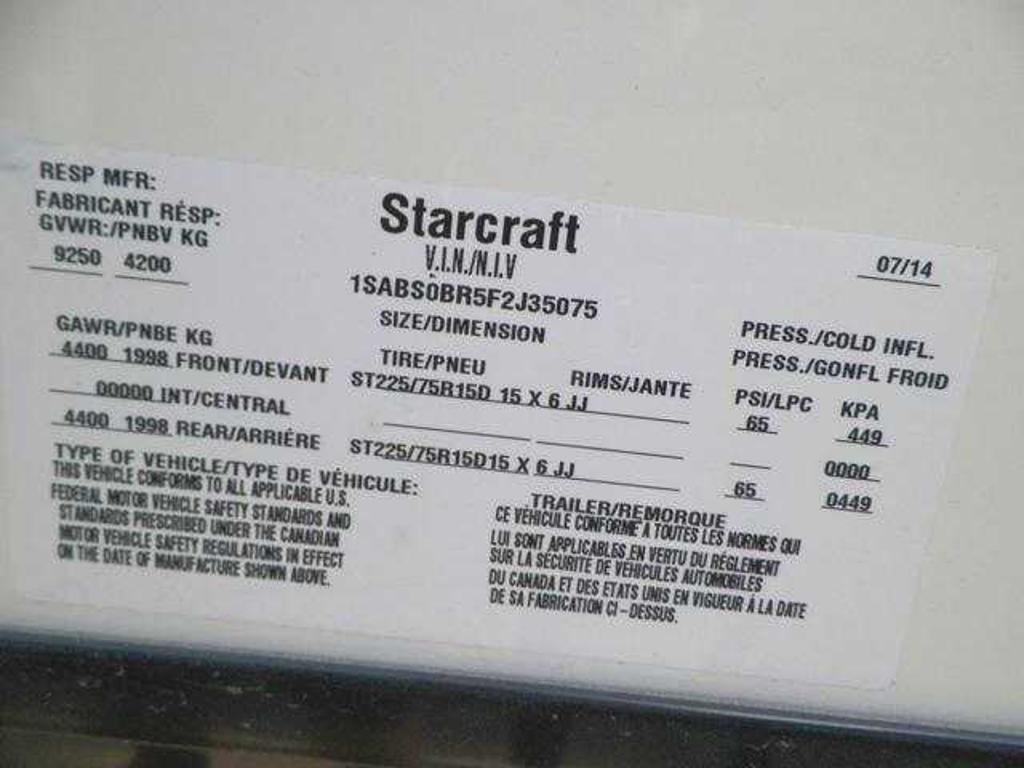 RESP MFR:
FABRICANT RÉSP:
Starcraft
07/14
GVWR:/PNBV KG
9250 4200
V.I.N./N.I.V
1SABS0BR5F2J35075
SIZE/DIMENSION
PRESS./COLD INFL.
PRESS./GONFL FROID
GAWR/PNBE KG
TIRE/PNEU RIMS/JANTE PSI/LPC KPA
4400 1998 FRONT/DEVANT ST225/75R15D 15 X 6 JJ 65 449
00000 INT/CENTRAL 0000
4400 1998 REAR/ARRIÉRE ST225/75R15D15 X 6 JJ 65 0449
TYPE OF VEHICLE/TYPE DE VÉHICULE: TRAILER/REMORQUE
THIS VEHICLE CONFORMS TO ALL APPLICABLE U.S.
FEDERAL MOTOR VEHICLE SAFETY STANDARDS AND
STANDARDS PRESCRIBED UNDER THE CANADIAN
MOTOR VEHICLE SAFETY REGULATIONS IN EFFECT
ON THE DATE OF MANUFACTURE SHOWN ABOVE.
CE VÉHICULE CONFORME A TOUTES LES NORMES QUI
LUI SONT APPLICABLES EN VERTU DU RÉGLEMENT
SUR LA SÉCURITE DE VÉHICULES AUTOMOBILES
DU CANADA ET DES ETATS UNIS EN VIGUEUR À LA DATE
DE SA FABRICATION CI-DESSUS.